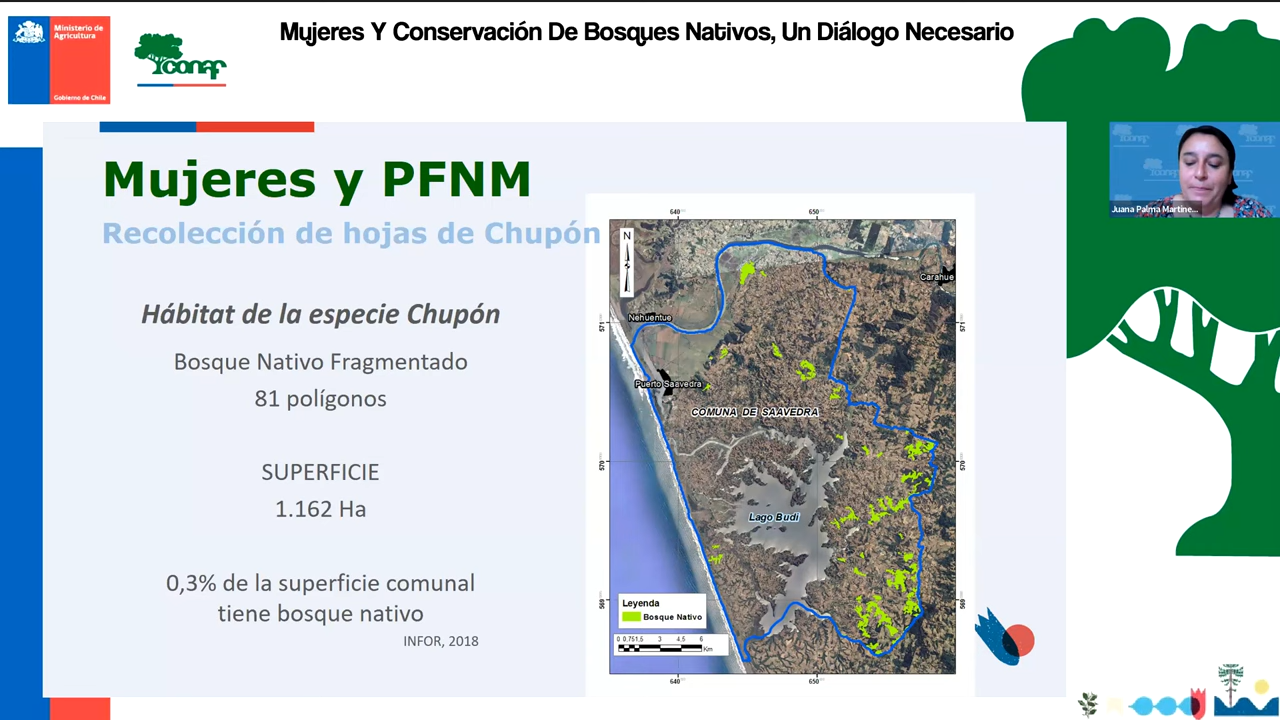 Mujeres Y Conservación De Bosques Nativos, Un Diálogo Necesario
Ministerio de
Agricultura
Gobierno de Chile
CONAF
Mujeres y PFNM
Recolección de hojas de Chupón
Hábitat de la especie Chupón
Bosque Nativo Fragmentado
81 polígonos
SUPERFICIE
1.162 Ha
0,3% de la superficie comunal
tiene bosque nativo
INFOR, 2018
640
650
N
Carahue
Nehuentue
571
571
Puerto Saavedra
COMUNA DE SAAVEDRA
570
570
Lago Budi
569
569
Leyenda
Bosque Nativo
0 0.751,5 3 4,5 6
Km
640
650
Juana Palma Martine...